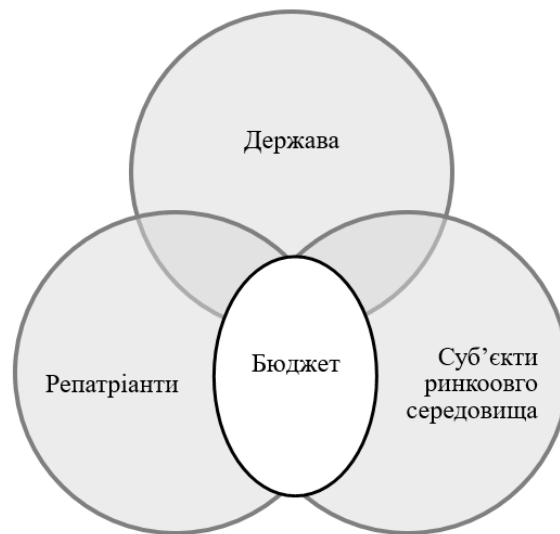 Держава
Репатріанти
Бюджет
Суб’єкти
ринкоовго
середовища